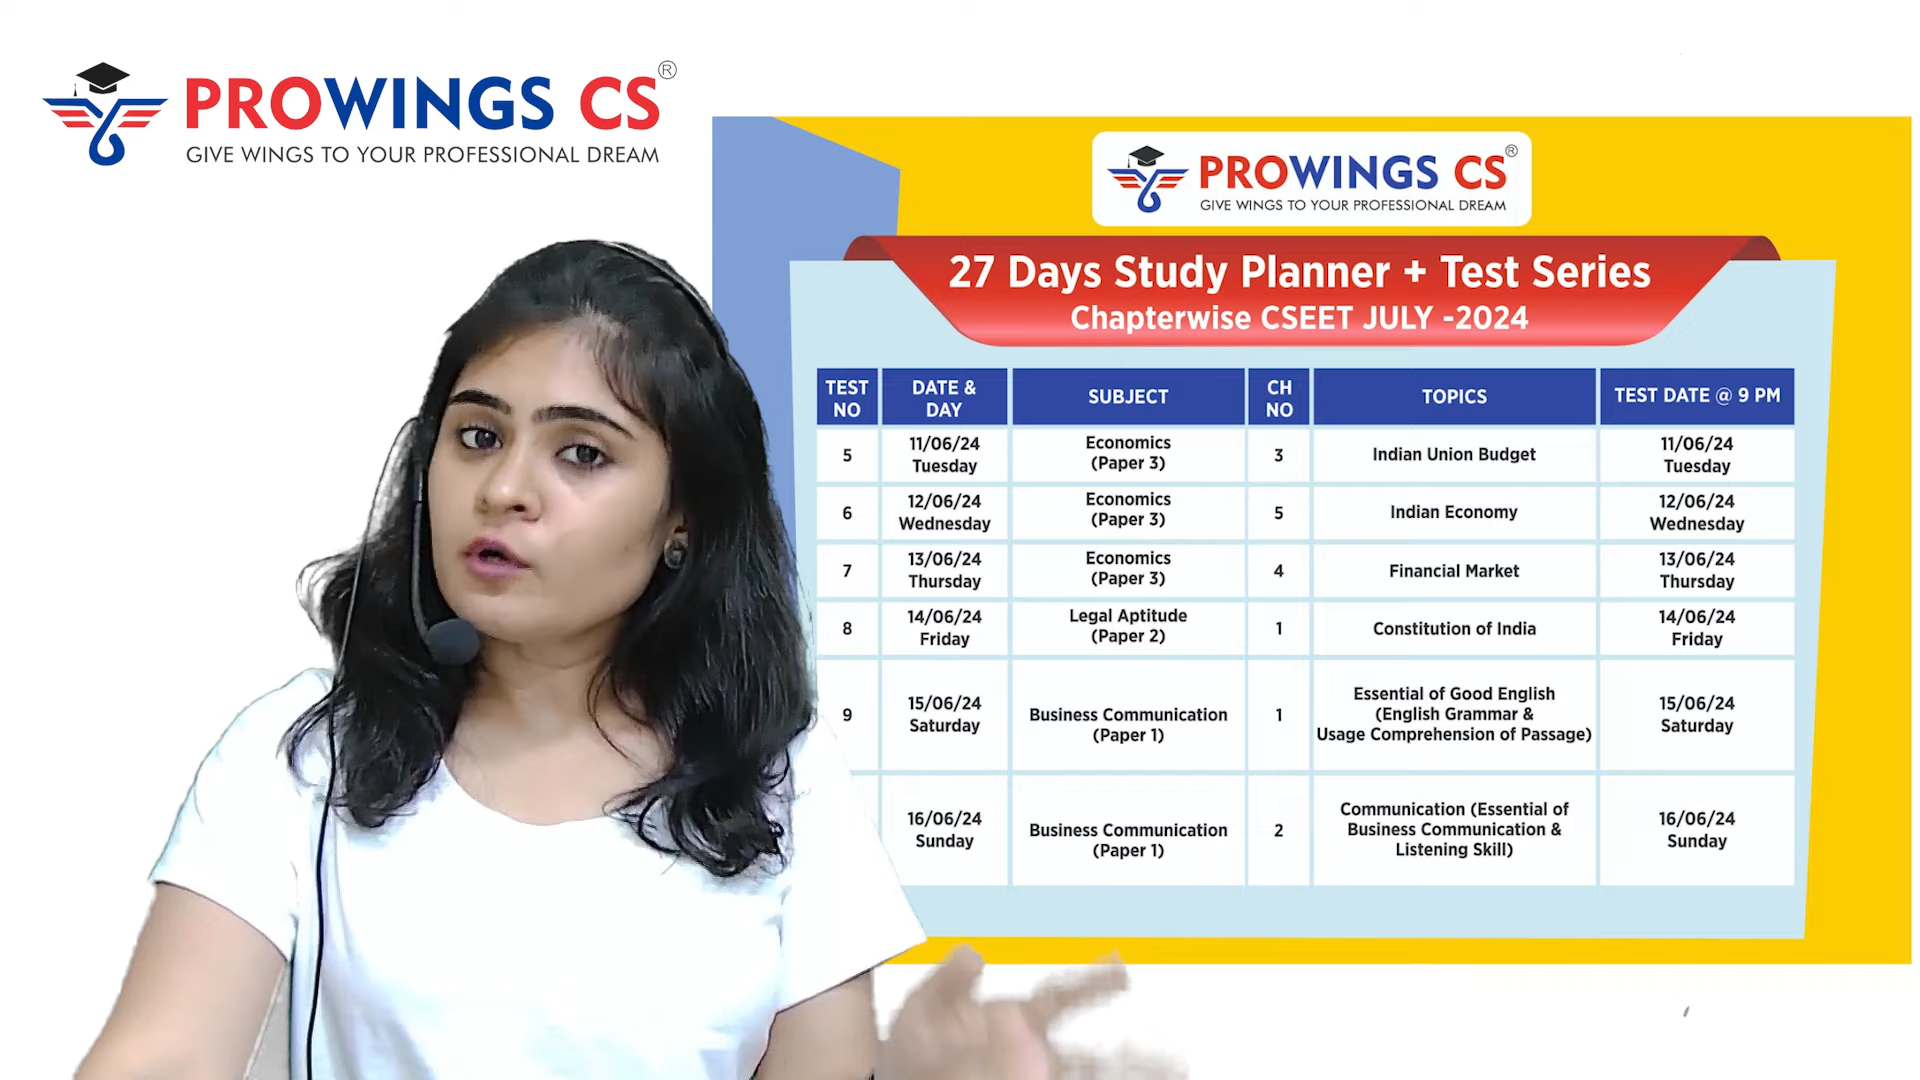 PROWINGS CS®
GIVE WINGS TO YOUR PROFESSIONAL DREAM
PROWINGS CS®
GIVE WINGS TO YOUR PROFESSIONAL DREAM
27 Days Study Planner + Test Series
Chapterwise CSEET JULY -2024
TEST NO
DATE & DAY
SUBJECT
CH NO
TOPICS
TEST DATE @ 9 PM
5
11/06/24
Tuesday
Economics
(Paper 3)
3
Indian Union Budget
11/06/24
Tuesday
6
12/06/24
Wednesday
Economics
(Paper 3)
5
Indian Economy
12/06/24
Wednesday
7
13/06/24
Thursday
Economics
(Paper 3)
4
Financial Market
13/06/24
Thursday
8
14/06/24
Friday
Legal Aptitude
(Paper 2)
1
Constitution of India
14/06/24
Friday
9
15/06/24
Saturday
Business Communication
(Paper 1)
1
Essential of Good English
(English Grammar &
Usage Comprehension of Passage)
15/06/24
Saturday
16/06/24
Sunday
Business Communication
(Paper 1)
2
Communication (Essential of
Business Communication &
Listening Skill)
16/06/24
Sunday